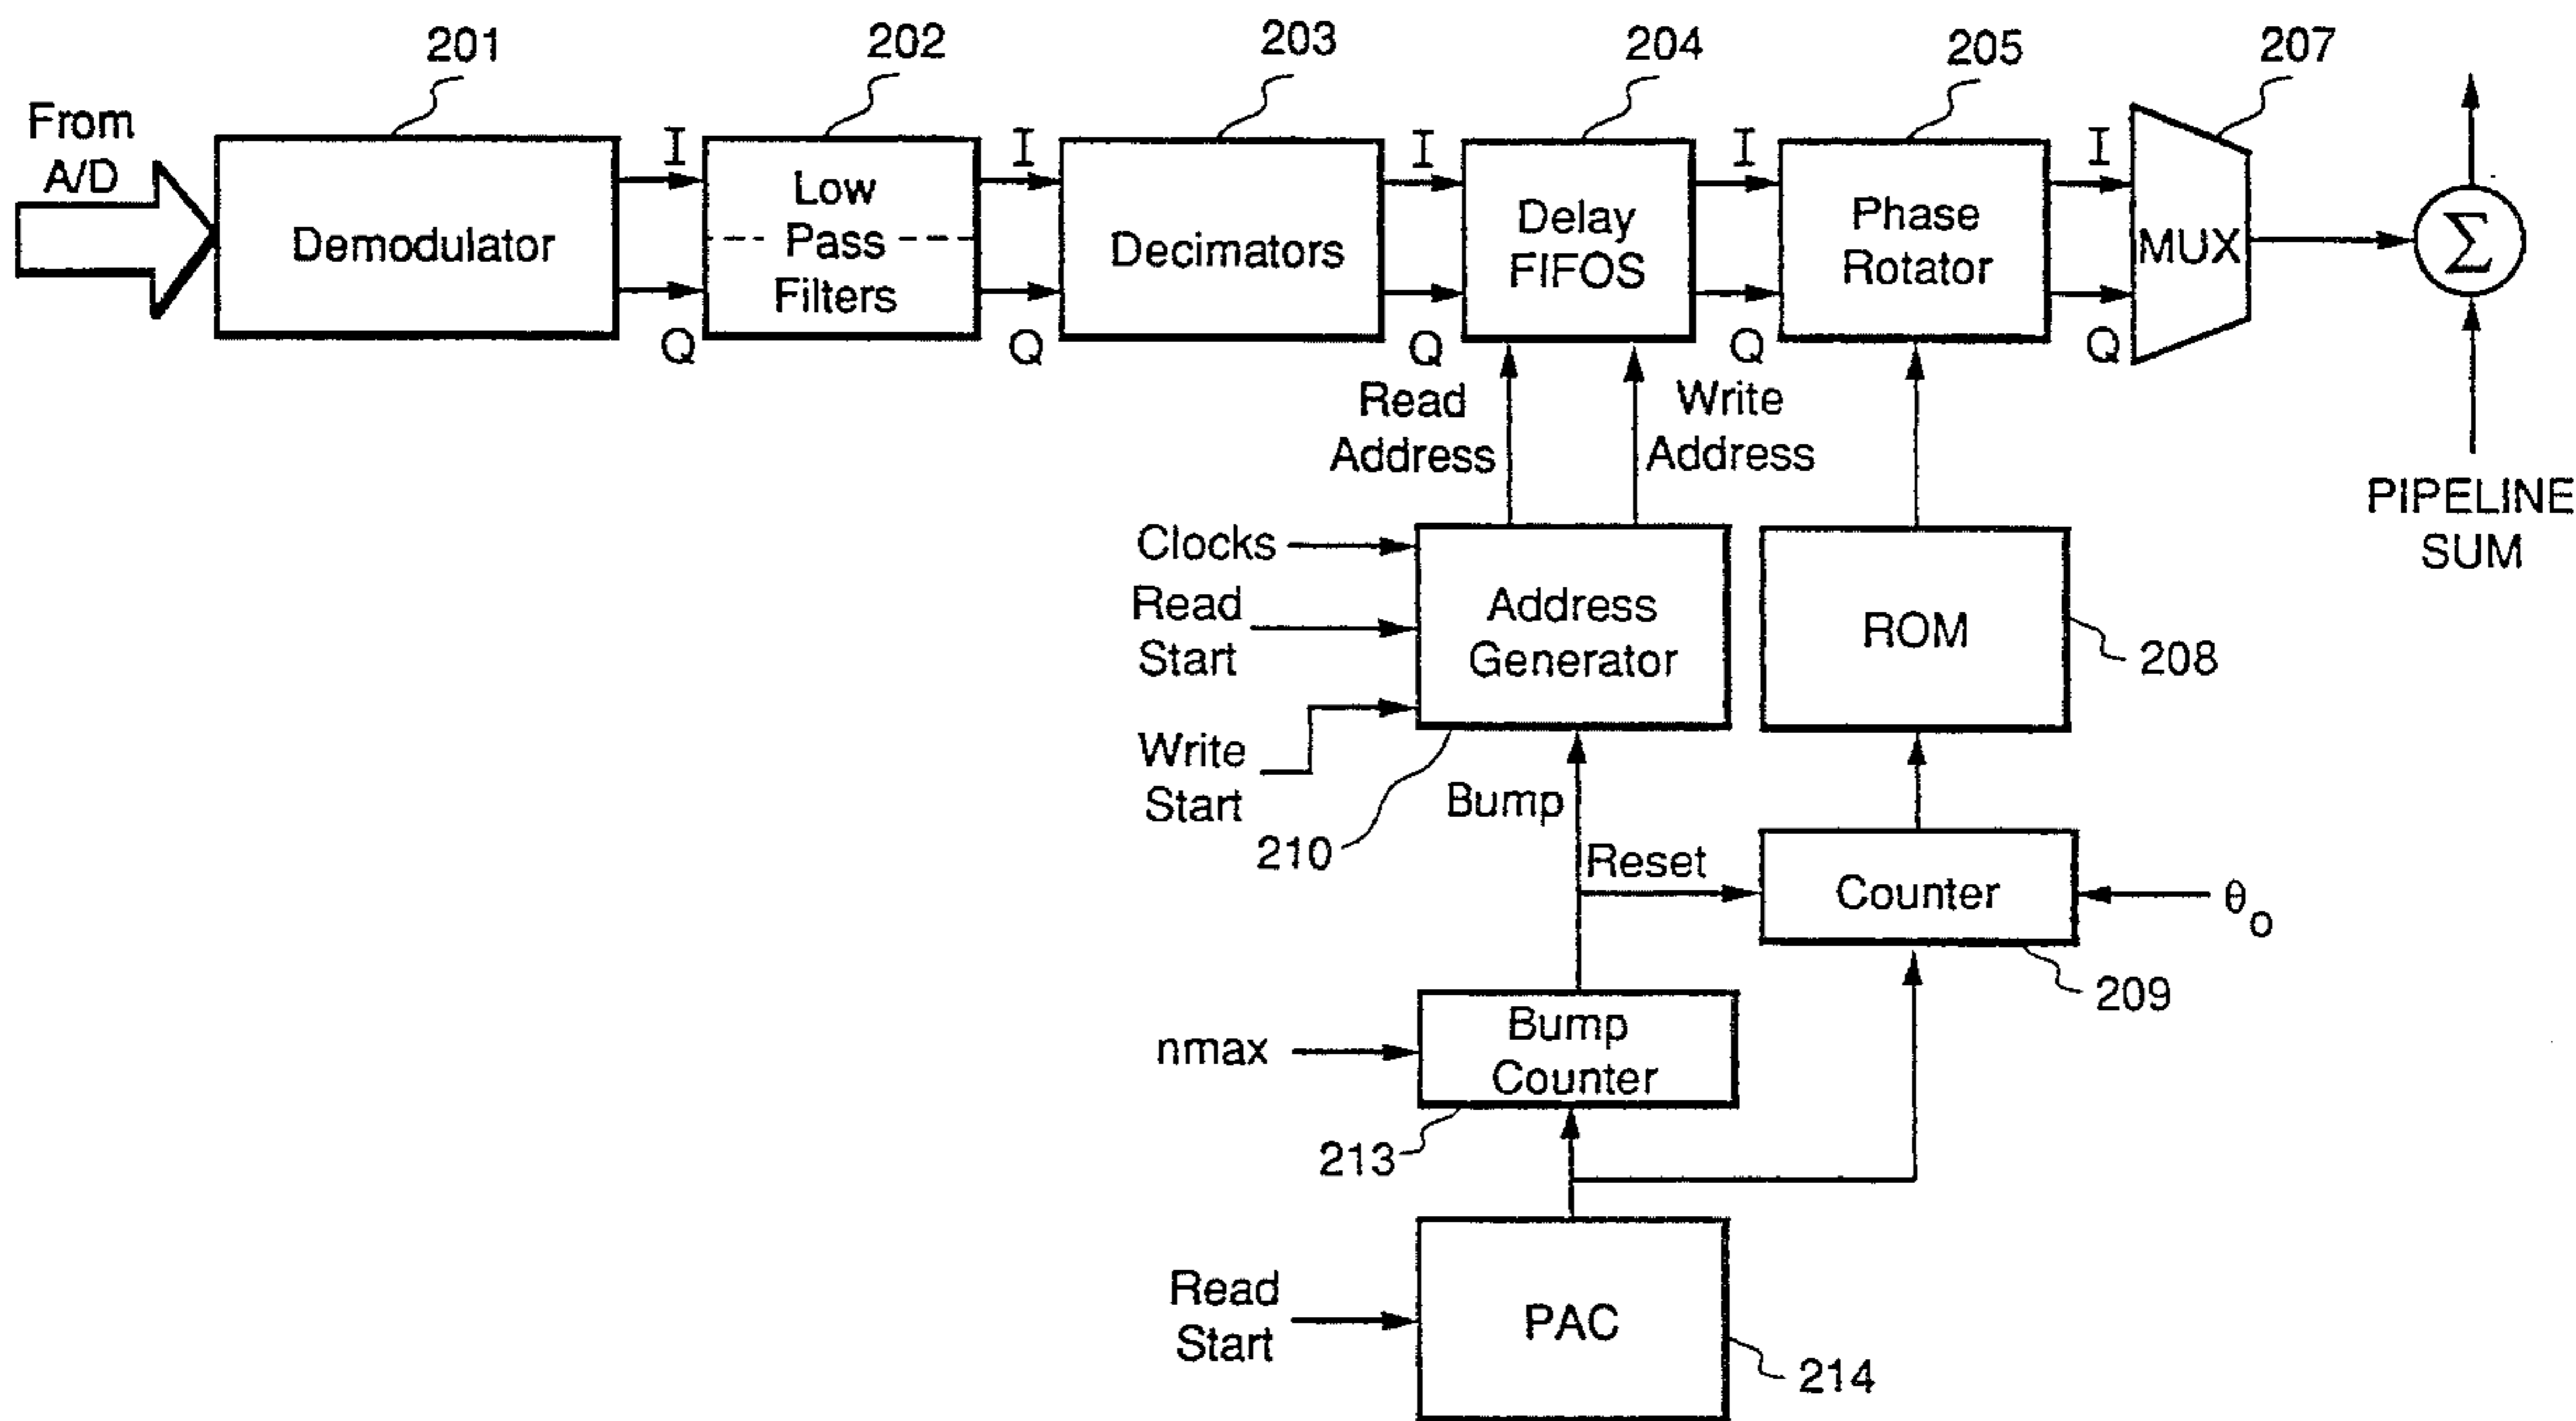 201
202
203
204
205
207
From
A/D
Demodulator
I
Q
Low
Pass
Filters
I
Q
Decimators
I
Q
Delay
FIFOS
I
Q
Phase
Rotator
I
Q
MUX
Σ
PIPELINE
SUM
Read
Address
Write
Address
Clocks
Read
Start
Write
Start
Address
Generator
210
ROM
208
Bump
Reset
Counter
θo
209
nmax
Bump
Counter
213
Read
Start
PAC
214